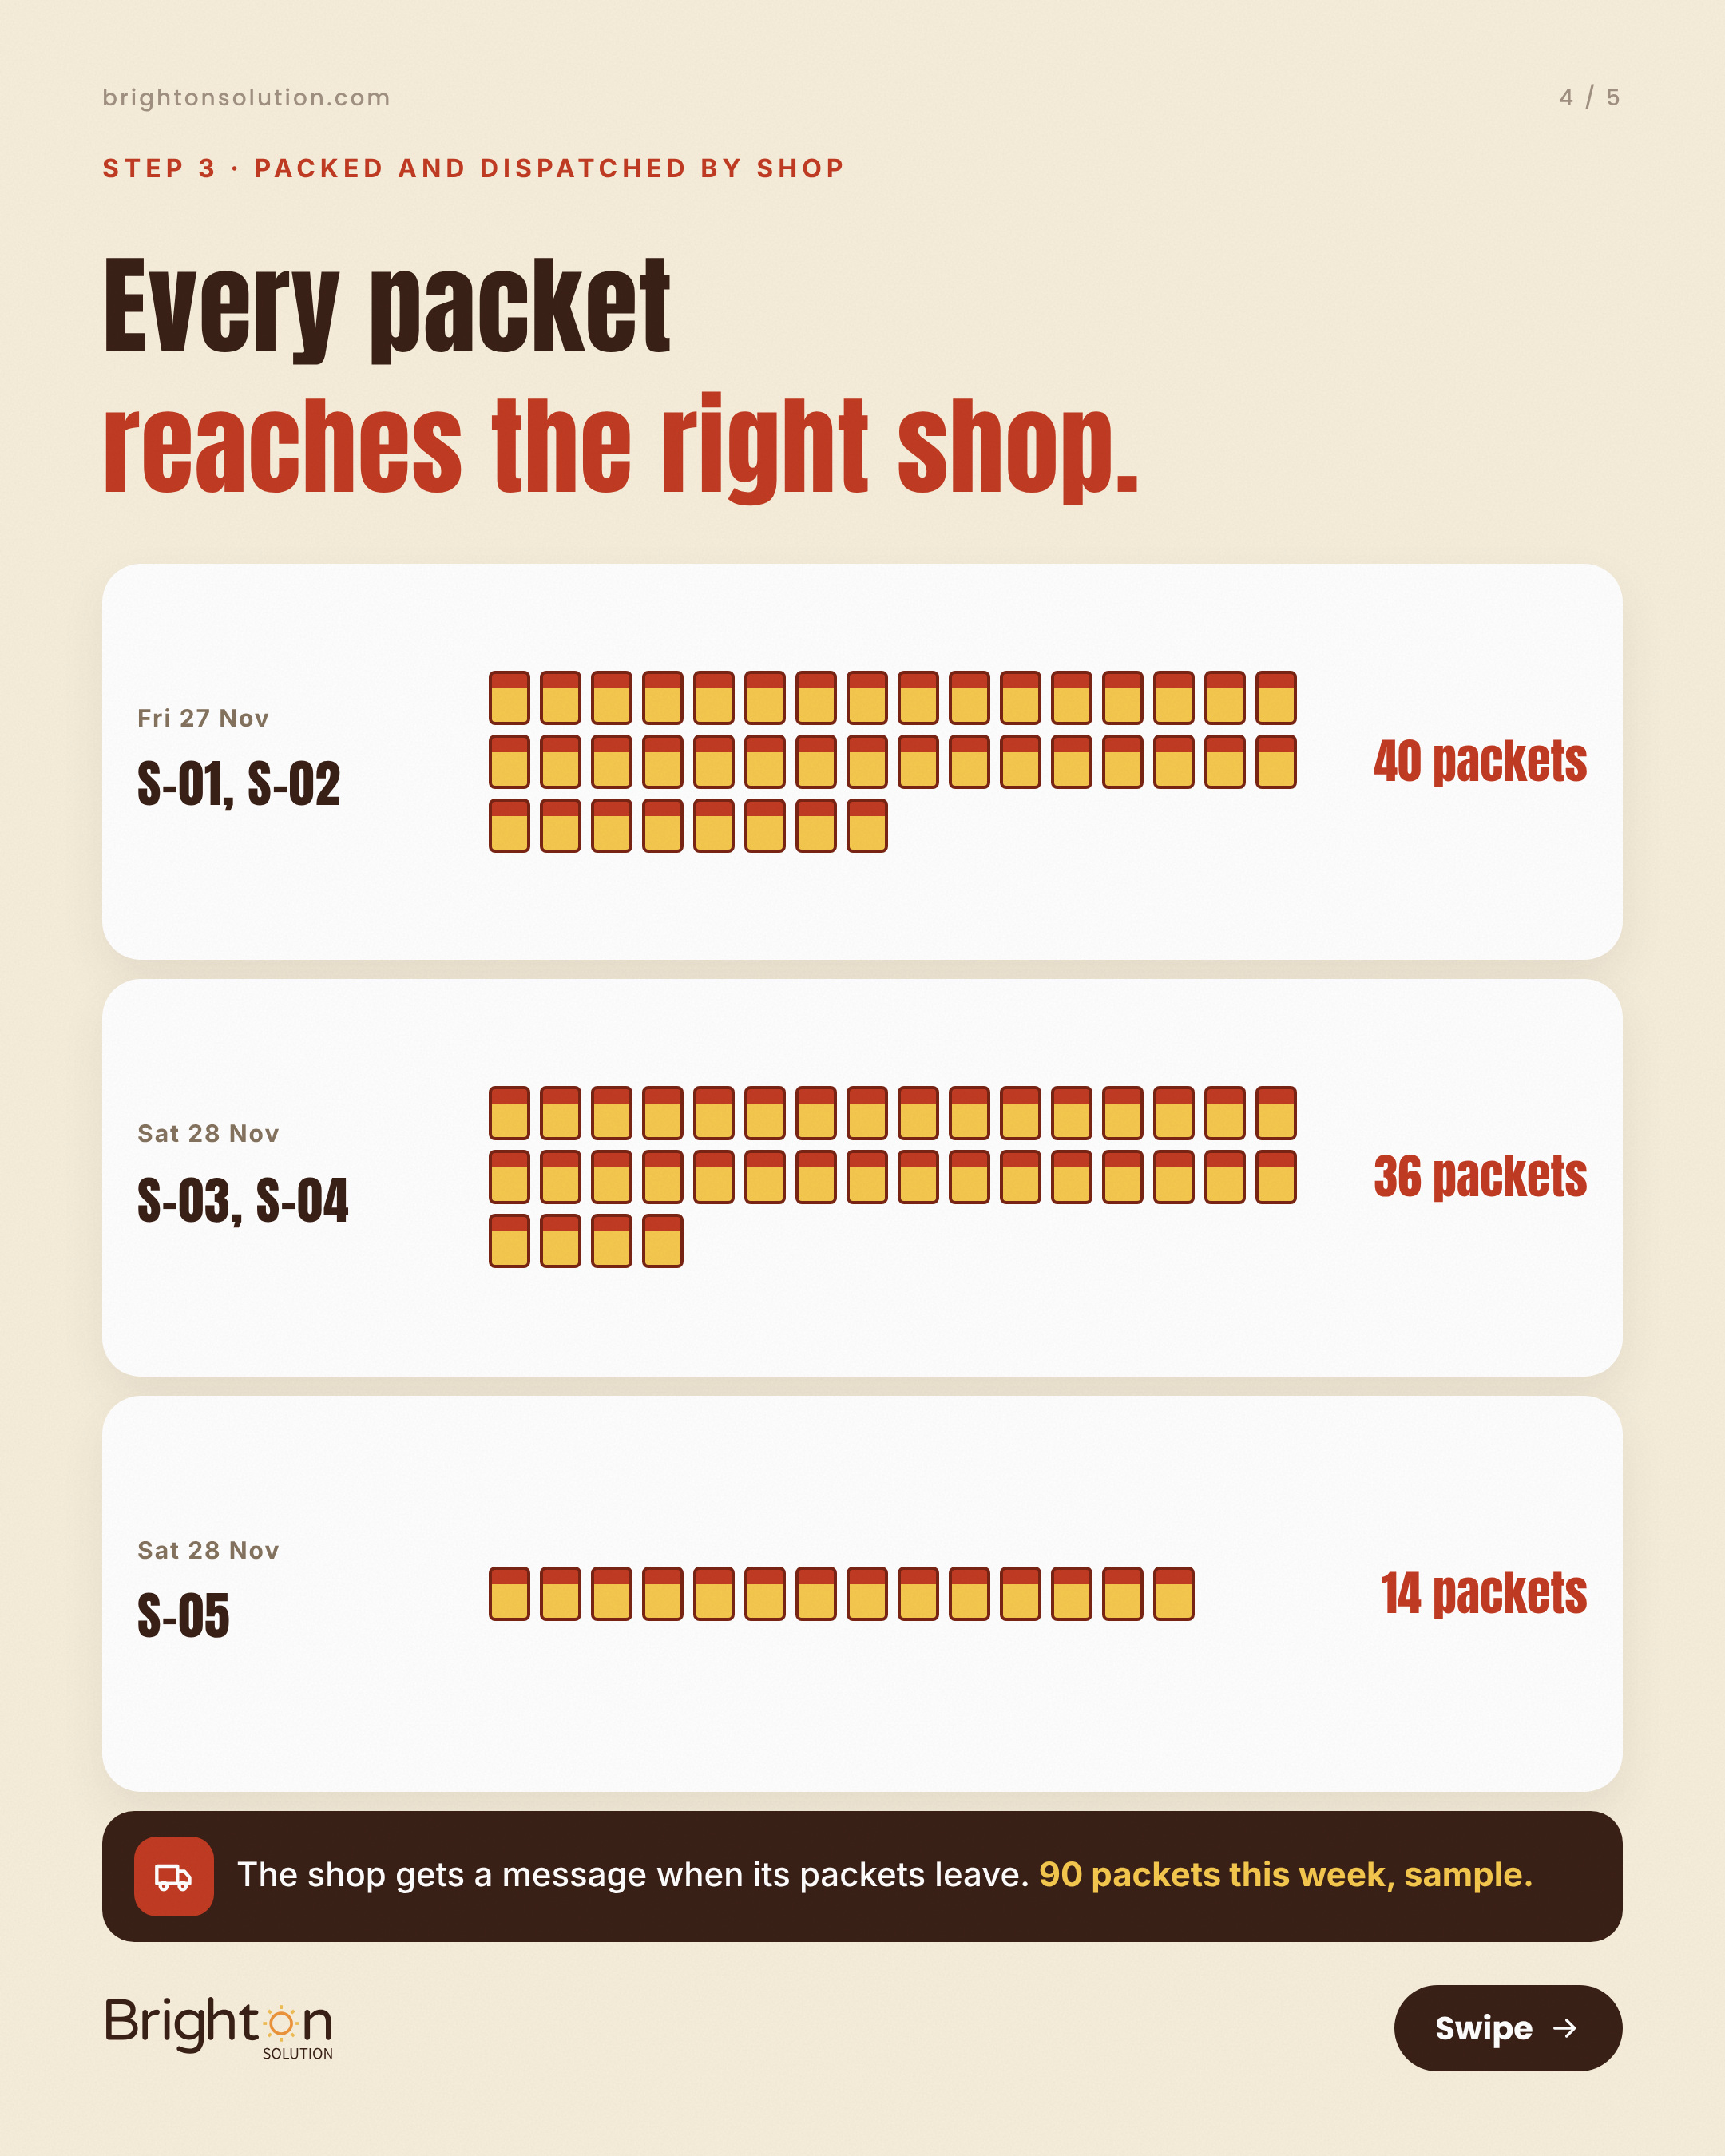 brightonsolution.com
4 / 5
STEP 3 · PACKED AND DISPATCHED BY SHOP
Every packet
reaches the right shop.
Fri 27 Nov
S-01, S-02
40 packets
Sat 28 Nov
S-03, S-04
36 packets
Sat 28 Nov
S-05
14 packets
The shop gets a message when its packets leave. 90 packets this week, sample.
Brighton
SOLUTION
Swipe →